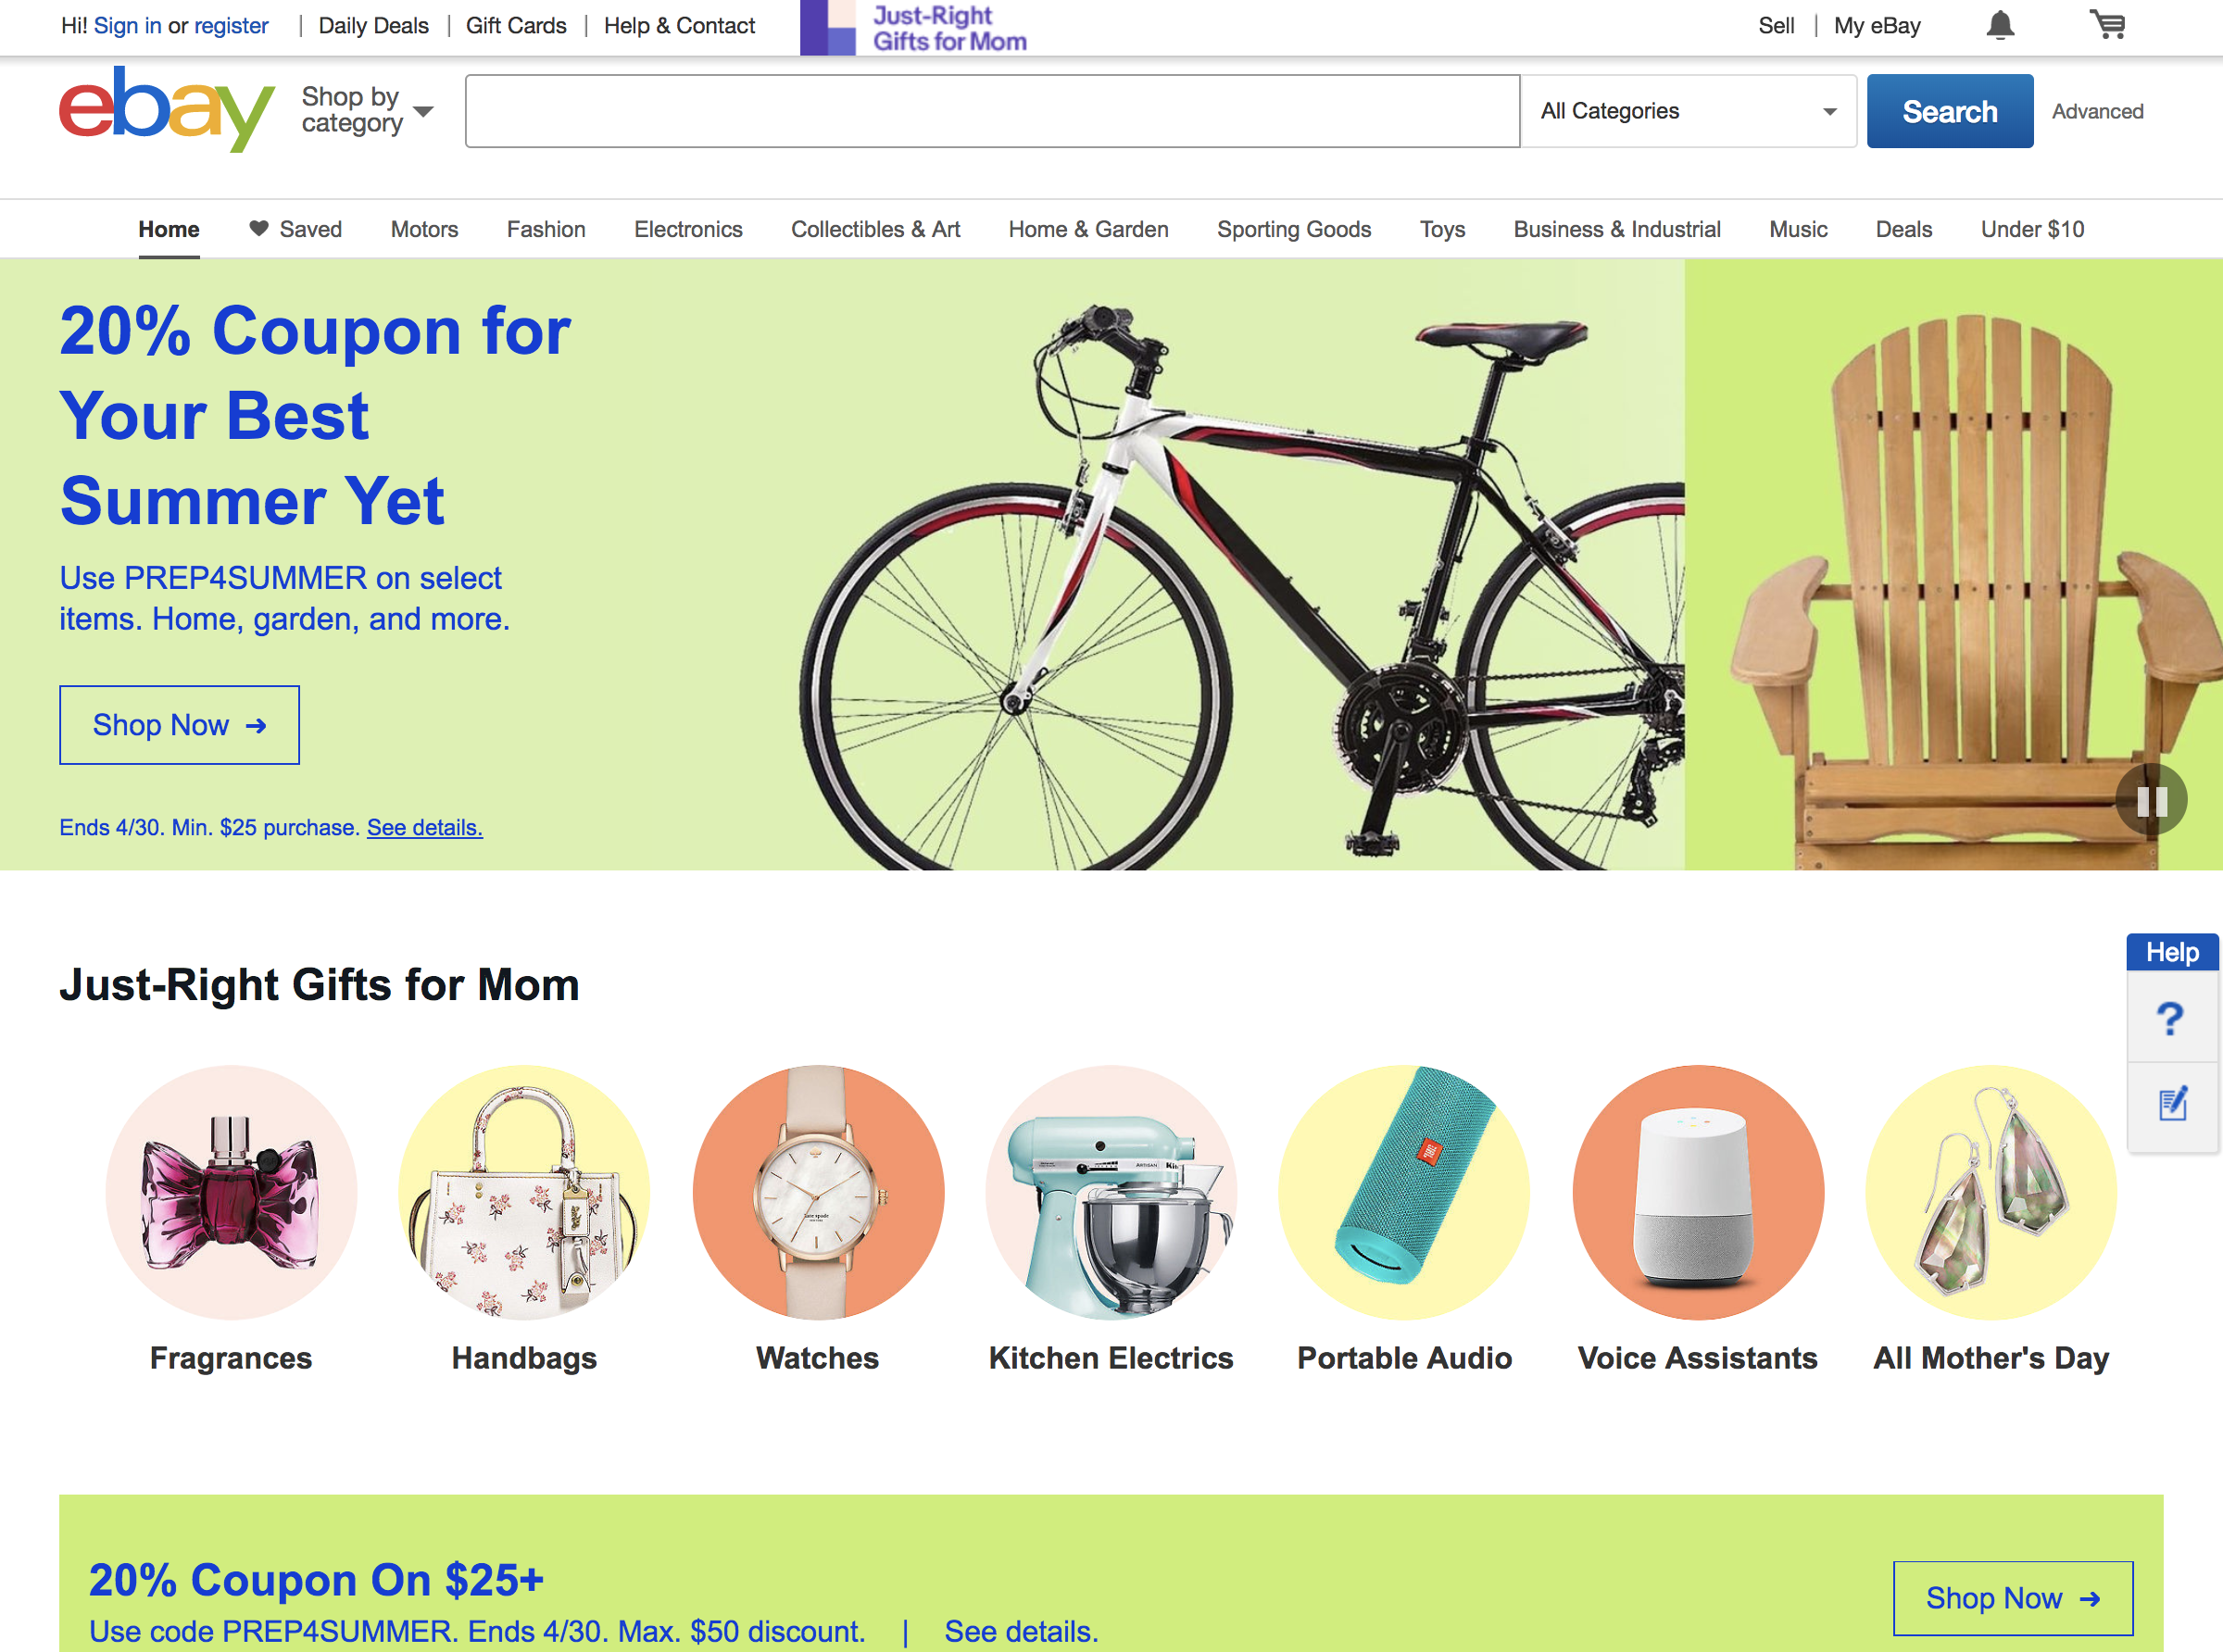 Hi! Sign in or register | Daily Deals | Gift Cards | Help & Contact
Just-Right
Gifts for Mom
Sell | My eBay
ebay
Shop by
category
All Categories
Search
Advanced
Home
Saved
Motors
Fashion
Electronics
Collectibles & Art
Home & Garden
Sporting Goods
Toys
Business & Industrial
Music
Deals
Under $10
20% Coupon for
Your Best
Summer Yet
Use PREP4SUMMER on select
items. Home, garden, and more.
Shop Now
Ends 4/30. Min. $25 purchase. See details.
Help
?
Just-Right Gifts for Mom
kate spade
ARTISAN
JBL
Fragrances
Handbags
Watches
Kitchen Electrics
Portable Audio
Voice Assistants
All Mother's Day
20% Coupon On $25+
Use code PREP4SUMMER. Ends 4/30. Max. $50 discount. | See details.
Shop Now